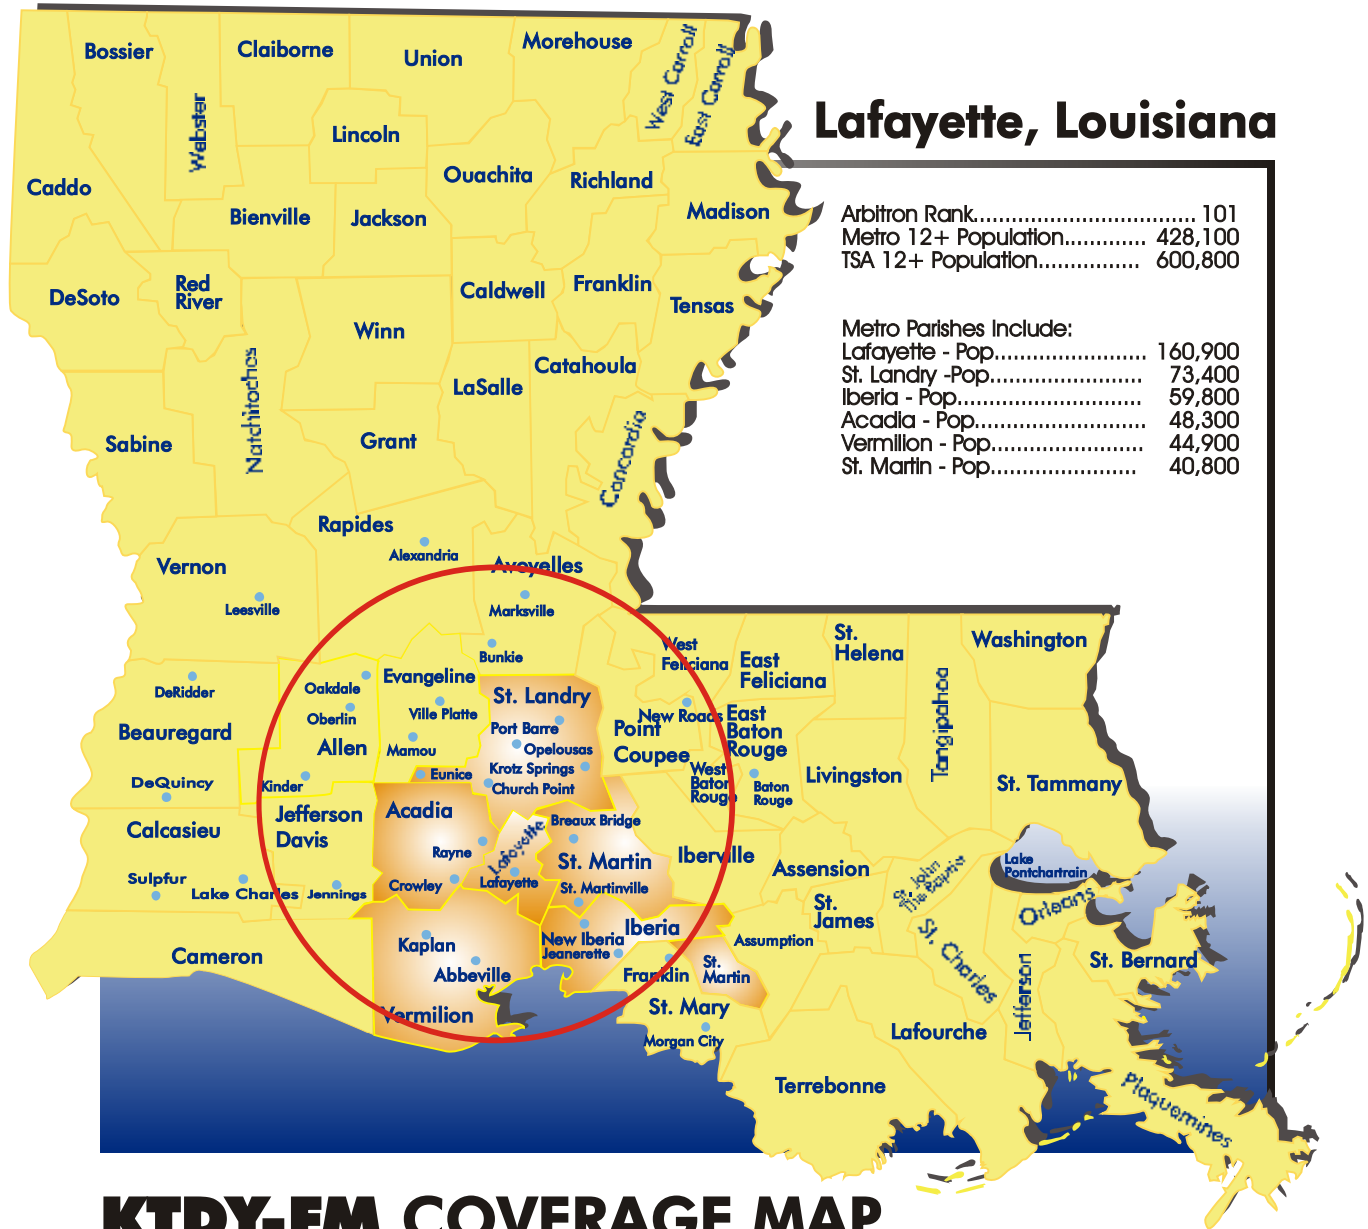 Lafayette, Louisiana
Arbitron Rank................................... 101
Metro 12+ Population............. 428,100
TSA 12+ Population................ 600,800
Metro Parishes Include:
Lafayette - Pop........................ 160,900
St. Landry -Pop........................ 73,400
Iberia - Pop............................. 59,800
Acadia - Pop........................... 48,300
Vermilion - Pop........................ 44,900
St. Martin - Pop....................... 40,800
Bossier
Claiborne
Union
Morehouse
West Carroll
East Carroll
Webster
Lincoln
Caddo
Ouachita
Richland
Bienville
Jackson
Madison
DeSoto
Red
River
Caldwell
Franklin
Tensas
Winn
Natchitoches
LaSalle
Catahoula
Sabine
Grant
Concordia
Rapides
Alexandria
Vernon
Avoyelles
Leesville
Marksville
Bunkie
West
Feliciana
East
Feliciana
St.
Helena
Washington
Tangipahoa
DeRidder
Oakdale
Evangeline
St. Landry
Oberlin
Ville Platte
Port Barre
New Roads
Point
Coupee
East
Baton
Rouge
Beauregard
Allen
Mamou
Opelousas
Krotz Springs
Eunice
Church Point
West
Baton
Rouge
Baton
Rouge
Livingston
St. Tammany
DeQuincy
Kinder
Calcasieu
Jefferson
Davis
Acadia
Breaux Bridge
Lafayette
Rayne
St. Martin
Iberville
Ascension
Lake
Pontchartrain
St. John
The Baptist
Sulpfur
Lake Charles
Jennings
Crowley
Lafayette
St. Martinville
St.
James
Orleans
Cameron
Kaplan
Abbeville
New Iberia
Jeanerette
Iberia
Assumption
St. Charles
St. Bernard
Franklin
St.
Martin
Jefferson
Vermilion
St. Mary
Morgan City
Lafourche
Terrebonne
Plaquemines
KTDY-FM COVERAGE MAP